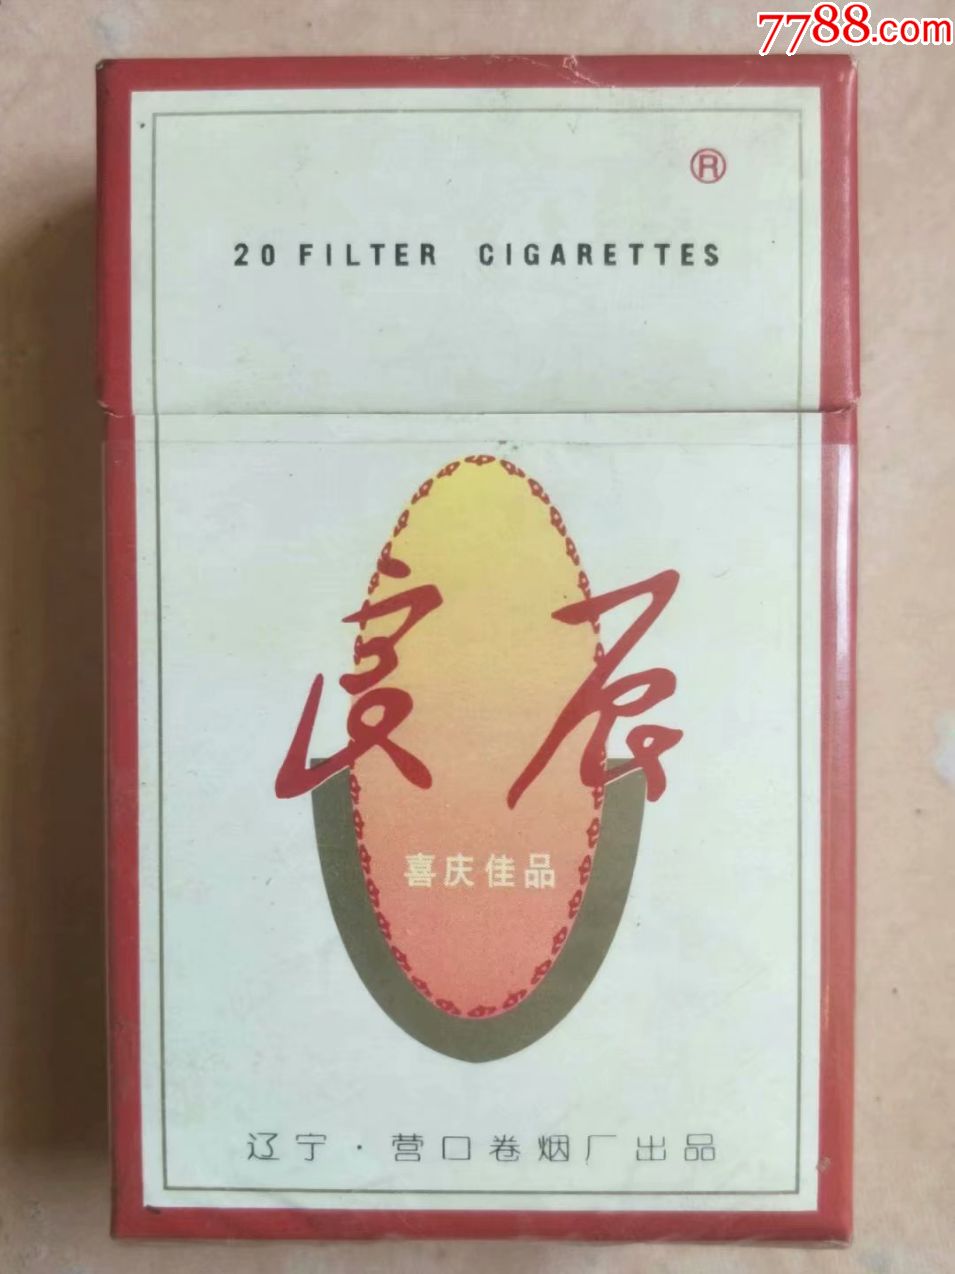 7788.com
®
20 FILTER CIGARETTES
良辰
喜庆佳品
辽宁·营口卷烟厂出品